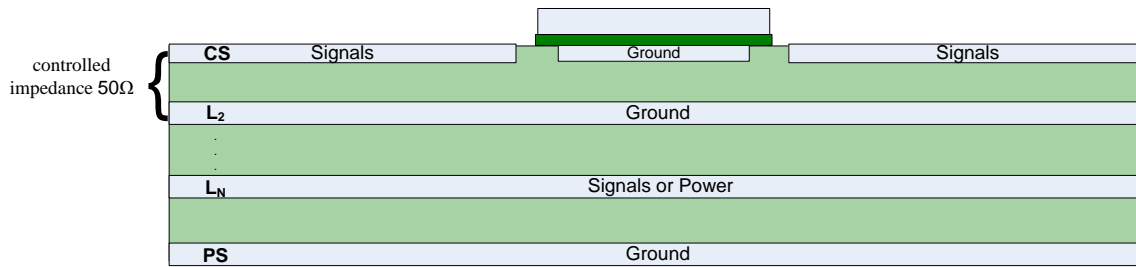 CS Signals Ground Signals
controlled
impedance 50Ω
L₂ Ground
.
.
.
Lₙ Signals or Power
PS Ground